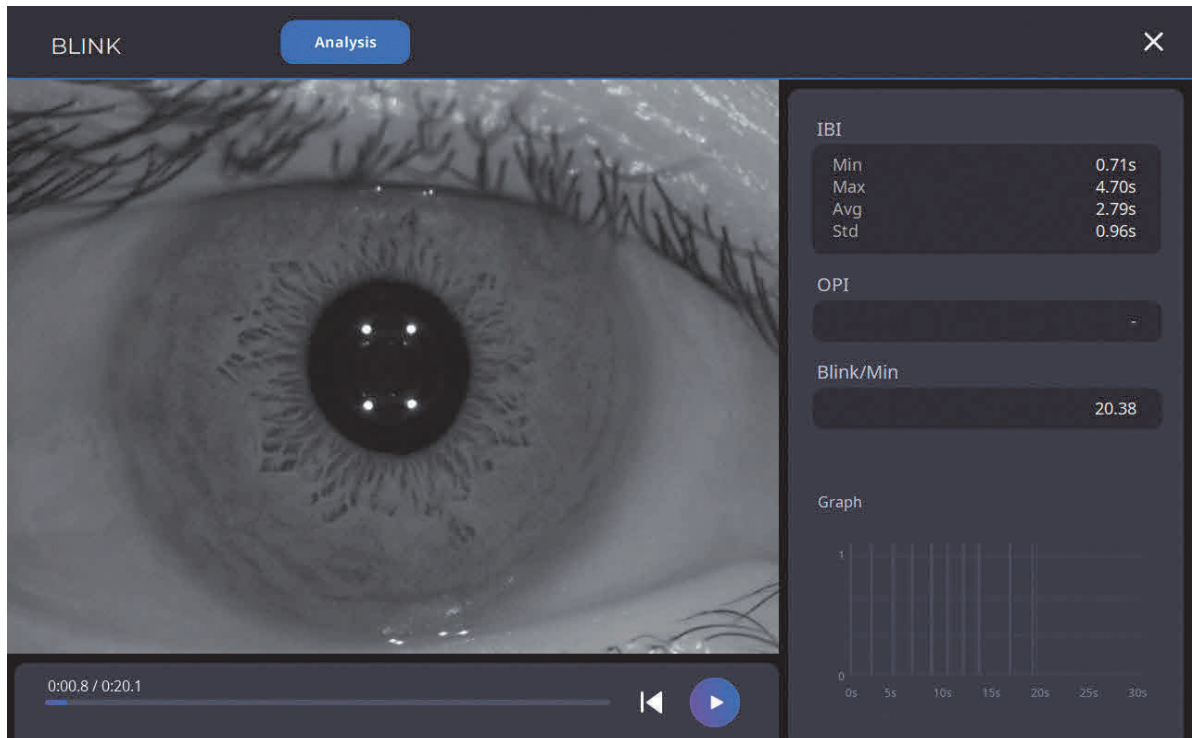 BLINK
Analysis
IBI
Min 0.71s
Max 4.70s
Avg 2.79s
Std 0.96s
OPI
-
Blink/Min
20.38
Graph
1
0
0s 5s 10s 15s 20s 25s 30s
0:00.8 / 0:20.1